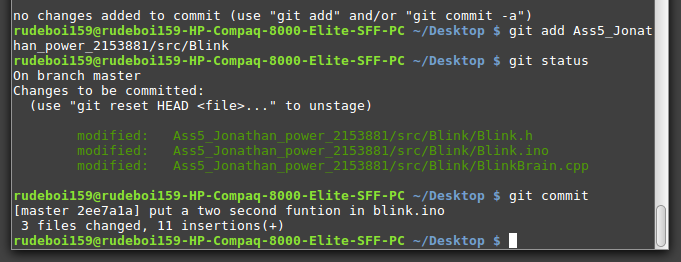 no changes added to commit (use "git add" and/or "git commit -a")
rudeboi159@rudeboi159-HP-Compaq-8000-Elite-SFF-PC ~/Desktop $ git add Ass5_Jonat
han_power_2153881/src/Blink
rudeboi159@rudeboi159-HP-Compaq-8000-Elite-SFF-PC ~/Desktop $ git status
On branch master
Changes to be committed:
  (use "git reset HEAD <file>..." to unstage)
        modified:   Ass5_Jonathan_power_2153881/src/Blink/Blink.h
        modified:   Ass5_Jonathan_power_2153881/src/Blink/Blink.ino
        modified:   Ass5_Jonathan_power_2153881/src/Blink/BlinkBrain.cpp
rudeboi159@rudeboi159-HP-Compaq-8000-Elite-SFF-PC ~/Desktop $ git commit
[master 2ee7a1a] put a two second funtion in blink.ino
 3 files changed, 11 insertions(+)
rudeboi159@rudeboi159-HP-Compaq-8000-Elite-SFF-PC ~/Desktop $